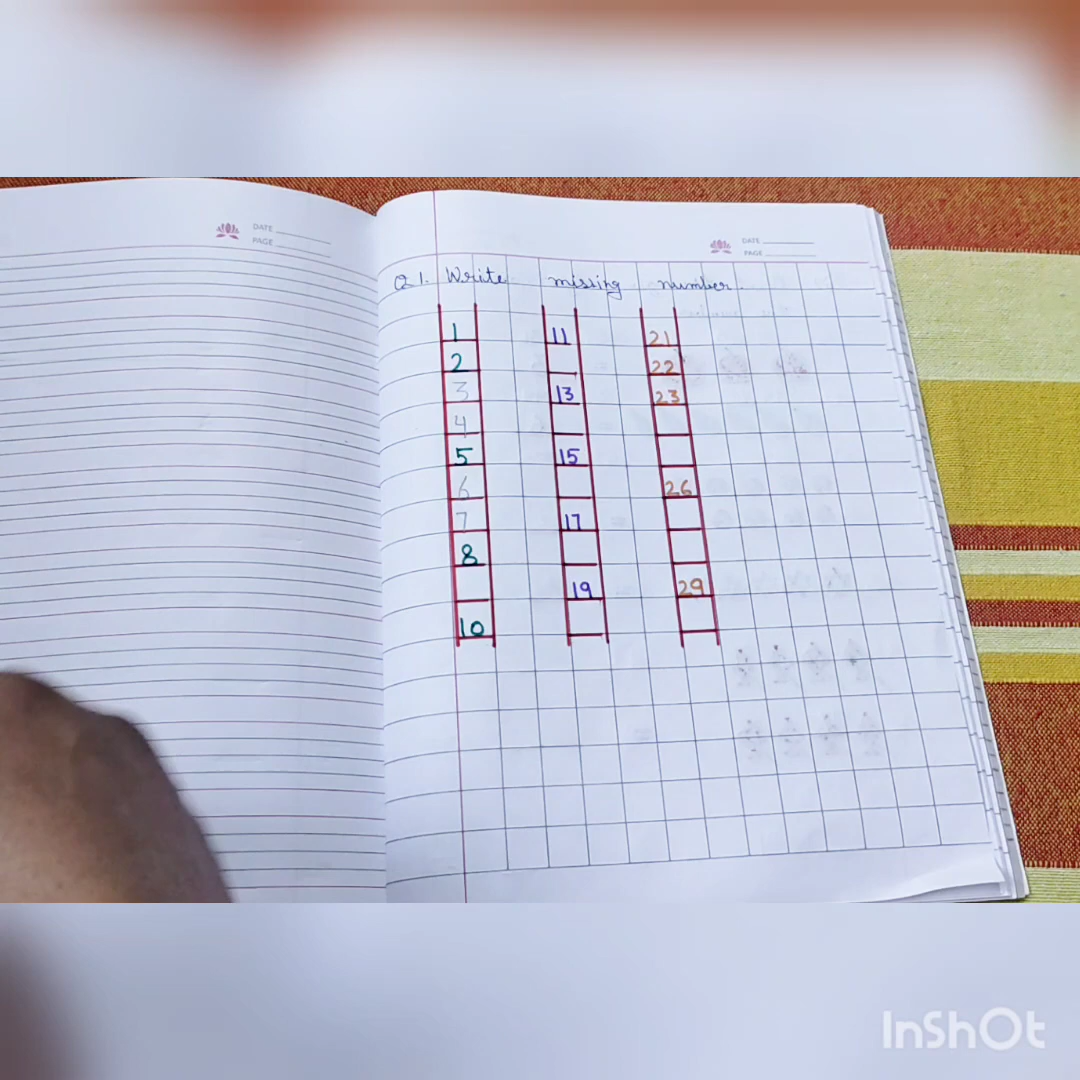 DATE
PAGE
DATE
PAGE
Q 1. Write missing number.
1 11 21
2 22
3 13 23
4
5 15
6 26
7 17
8
19 29
10
InShOt